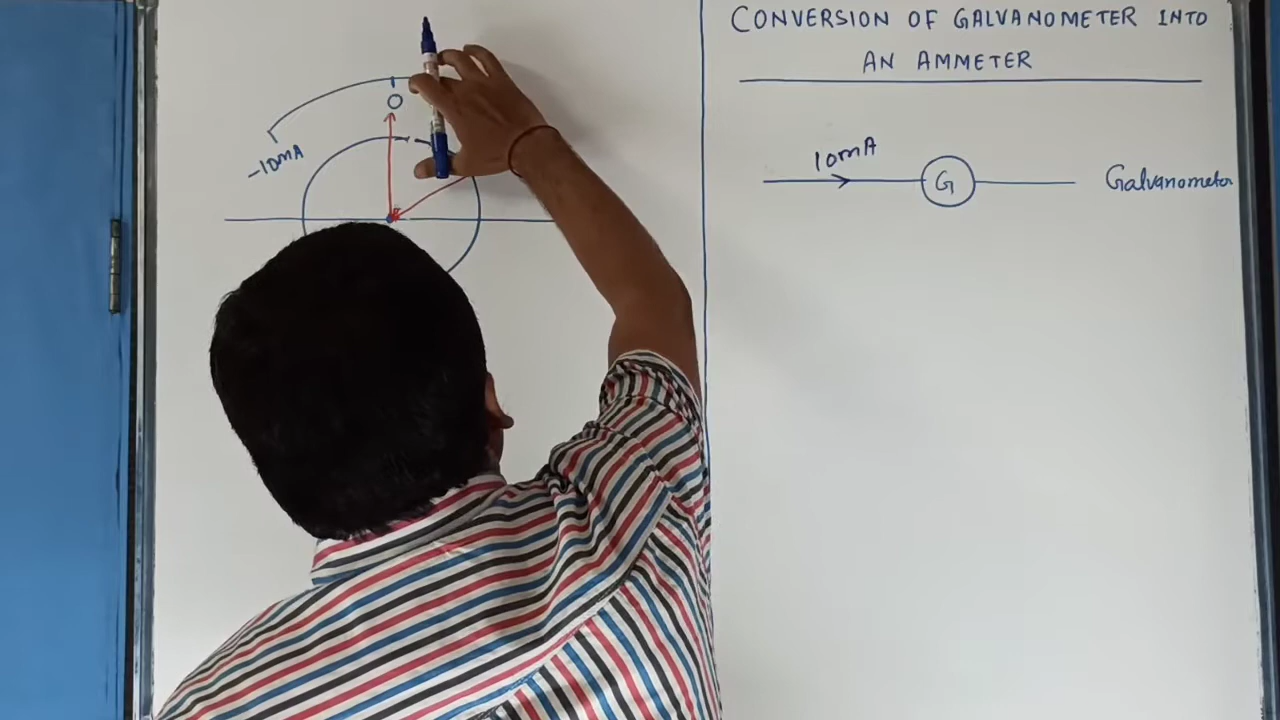 CONVERSION OF GALVANOMETER INTO
AN AMMETER
0
-10mA
10mA
G
Galvanometer